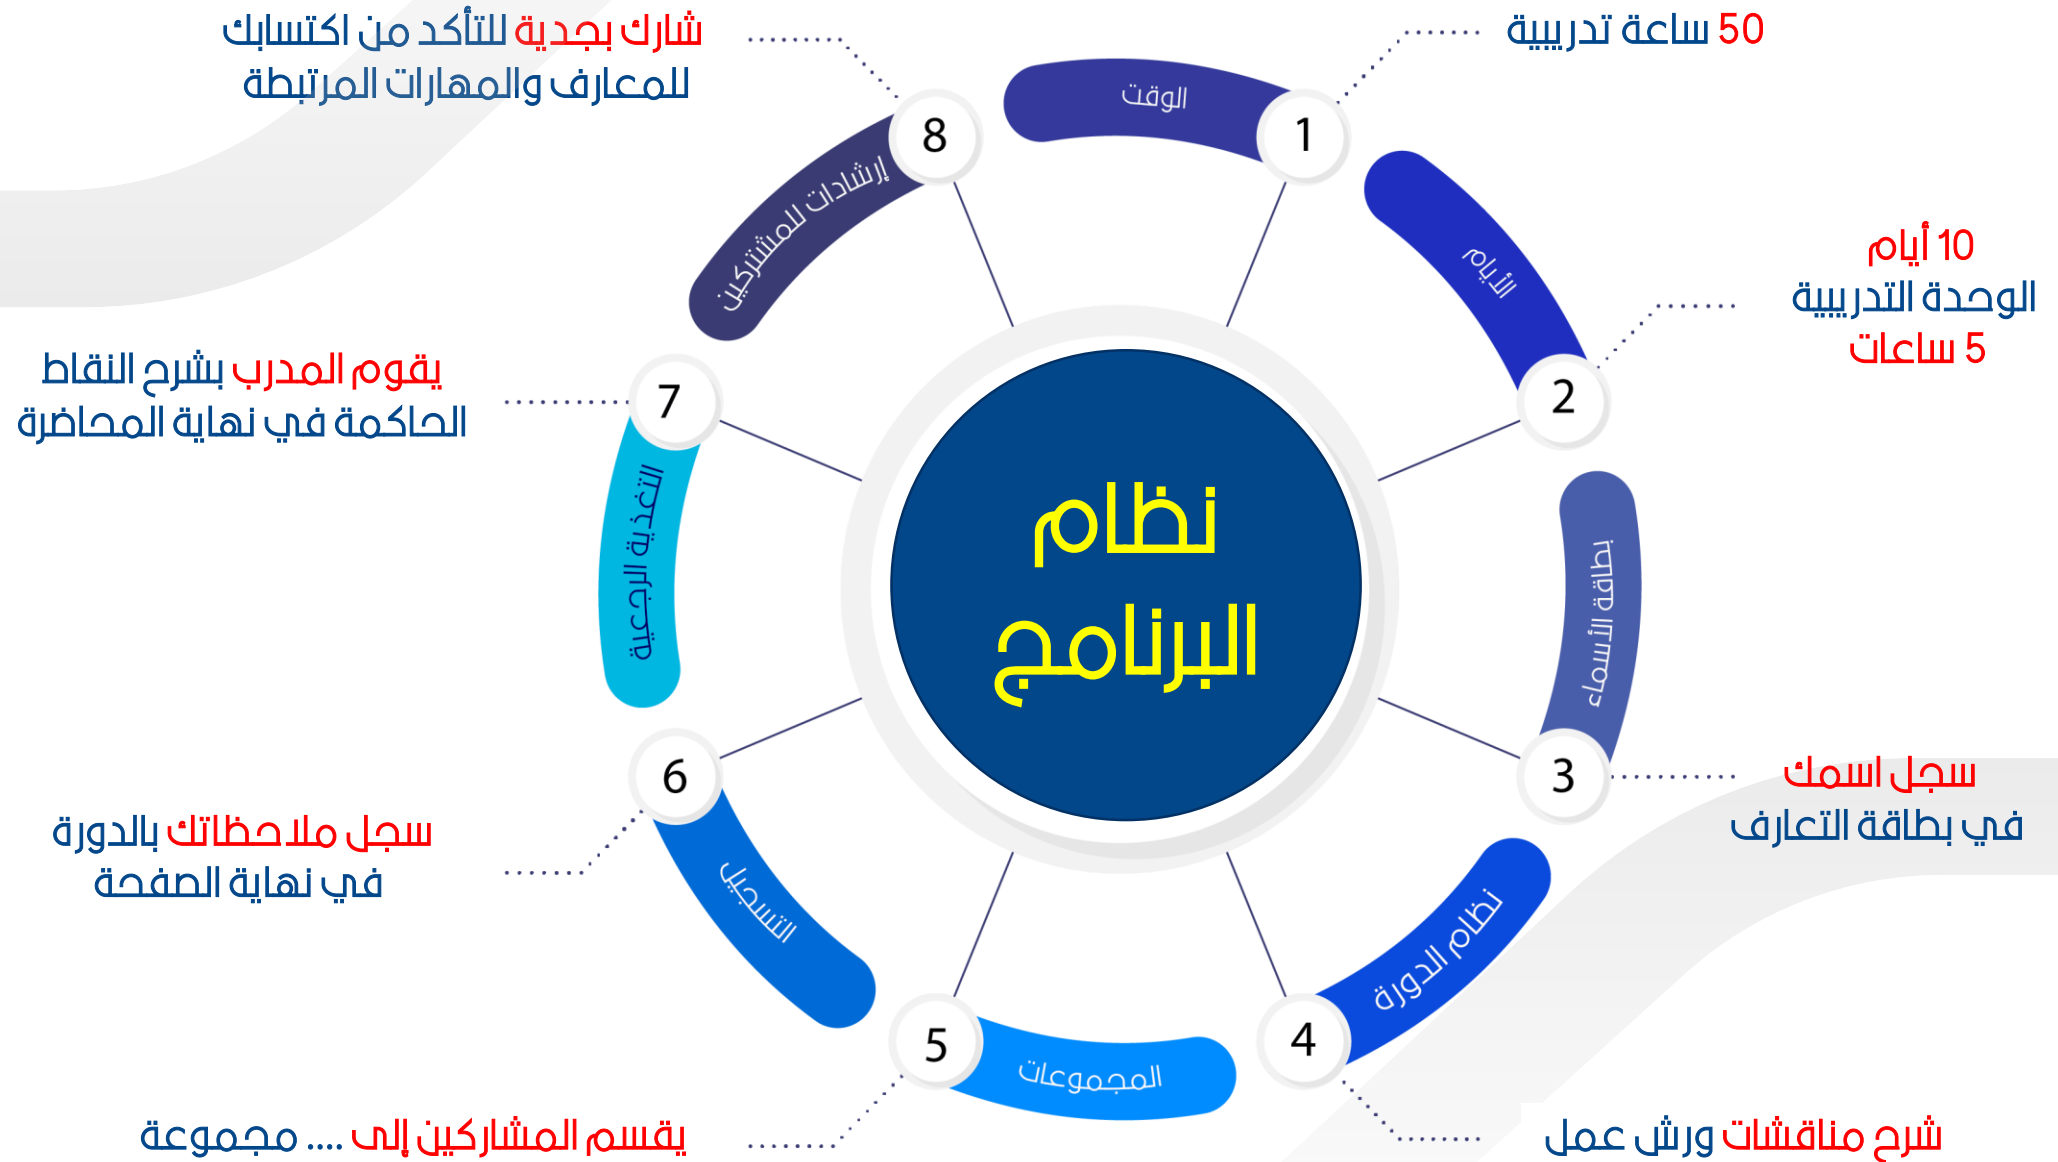 نظام
البرنامج
1
الوقت
50 ساعة تدريبية
2
الأيام
10 أيام
الوحدة التدريبية
5 ساعات
3
بطاقة الأسماء
سجل اسمك
في بطاقة التعارف
4
نظام الدورة
شرح مناقشات ورش عمل
5
المجموعات
يقسم المشاركين إلى .... مجموعة
6
التسجيل
سجل ملاحظاتك بالدورة
في نهاية الصفحة
7
التغذية الرجعية
يقوم المدرب بشرح النقاط
الحاكمة في نهاية المحاضرة
8
إرشادات للمشتركين
شارك بجدية للتأكد من اكتسابك
للمعارف والمهارات المرتبطة